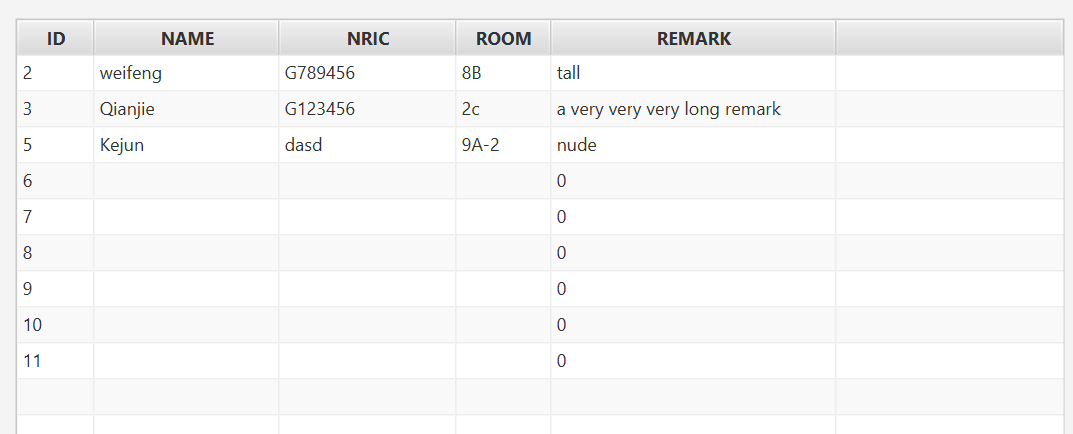 ID NAME NRIC ROOM REMARK
2 weifeng G789456 8B tall
3 Qianjie G123456 2c a very very very long remark
5 Kejun dasd 9A-2 nude
6 0
7 0
8 0
9 0
10 0
11 0